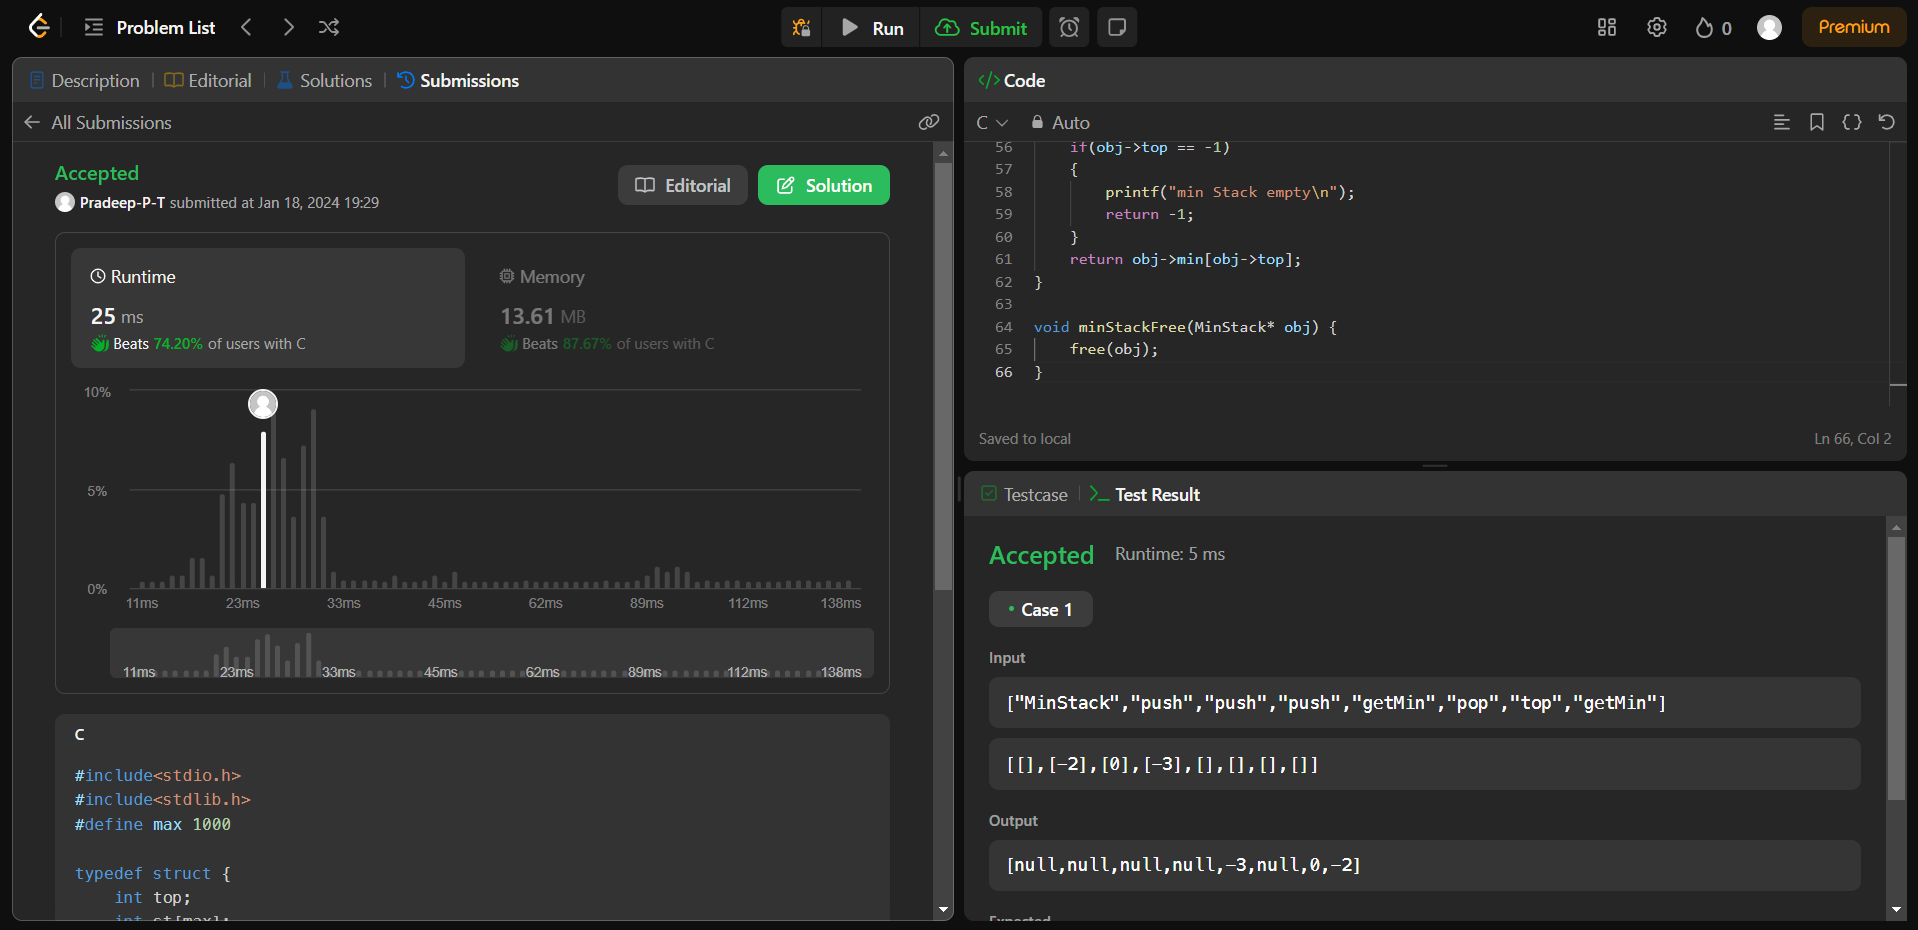 Problem List
Run
Submit
0
Premium
Description
Editorial
Solutions
Submissions
All Submissions
Accepted
Pradeep-P-T submitted at Jan 18, 2024 19:29
Editorial
Solution
Runtime
25 ms
Beats 74.20% of users with C
Memory
13.61 MB
Beats 87.67% of users with C
10%
5%
0%
11ms 23ms 33ms 45ms 62ms 89ms 112ms 138ms
11ms 23ms 33ms 45ms 62ms 89ms 112ms 138ms
C
#include<stdio.h>
#include<stdlib.h>
#define max 1000
typedef struct {
int top;
int st[max];
</> Code
C
Auto
56 if(obj->top == -1)
57 {
58 printf("min Stack empty\n");
59 return -1;
60 }
61 return obj->min[obj->top];
62 }
63
64 void minStackFree(MinStack* obj) {
65 free(obj);
66 }
Saved to local
Ln 66, Col 2
Testcase
Test Result
Accepted
Runtime: 5 ms
Case 1
Input
["MinStack","push","push","push","getMin","pop","top","getMin"]
[[],[-2],[0],[-3],[],[],[],[]]
Output
[null,null,null,null,-3,null,0,-2]
Expected